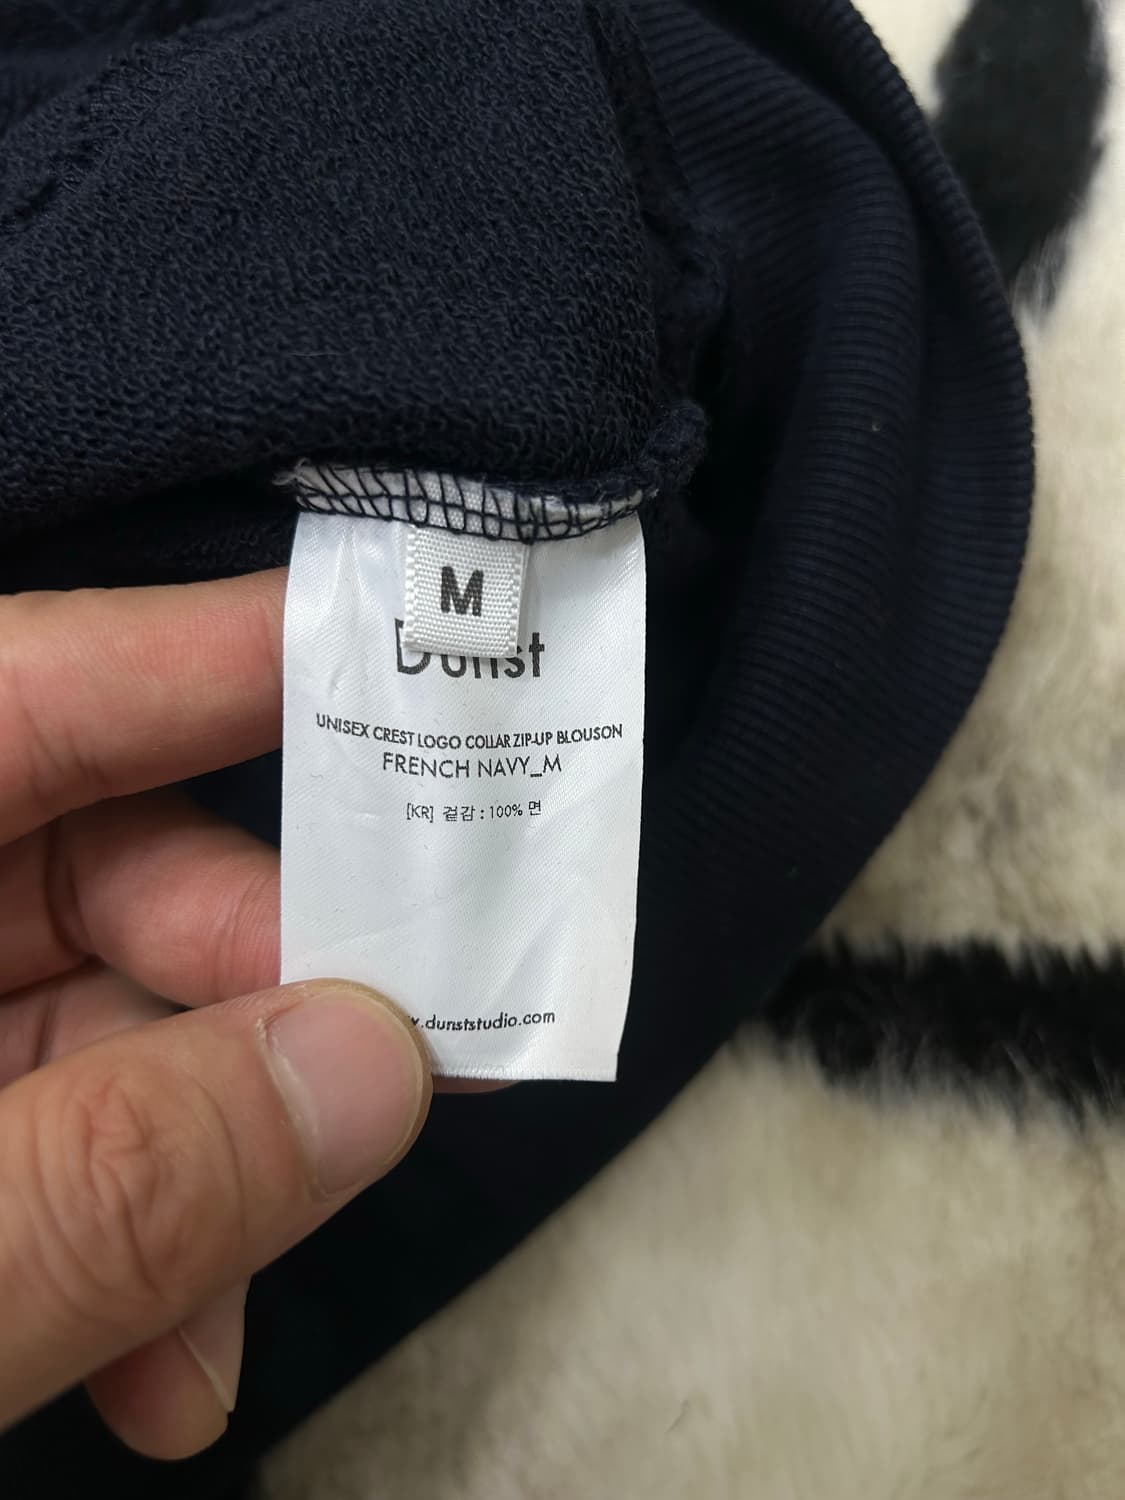 M
Dunst
UNISEX CREST LOGO COLLAR ZIP-UP BLOUSON
FRENCH NAVY_M
[KR] 겉감 : 100% 면
.dunststudio.com